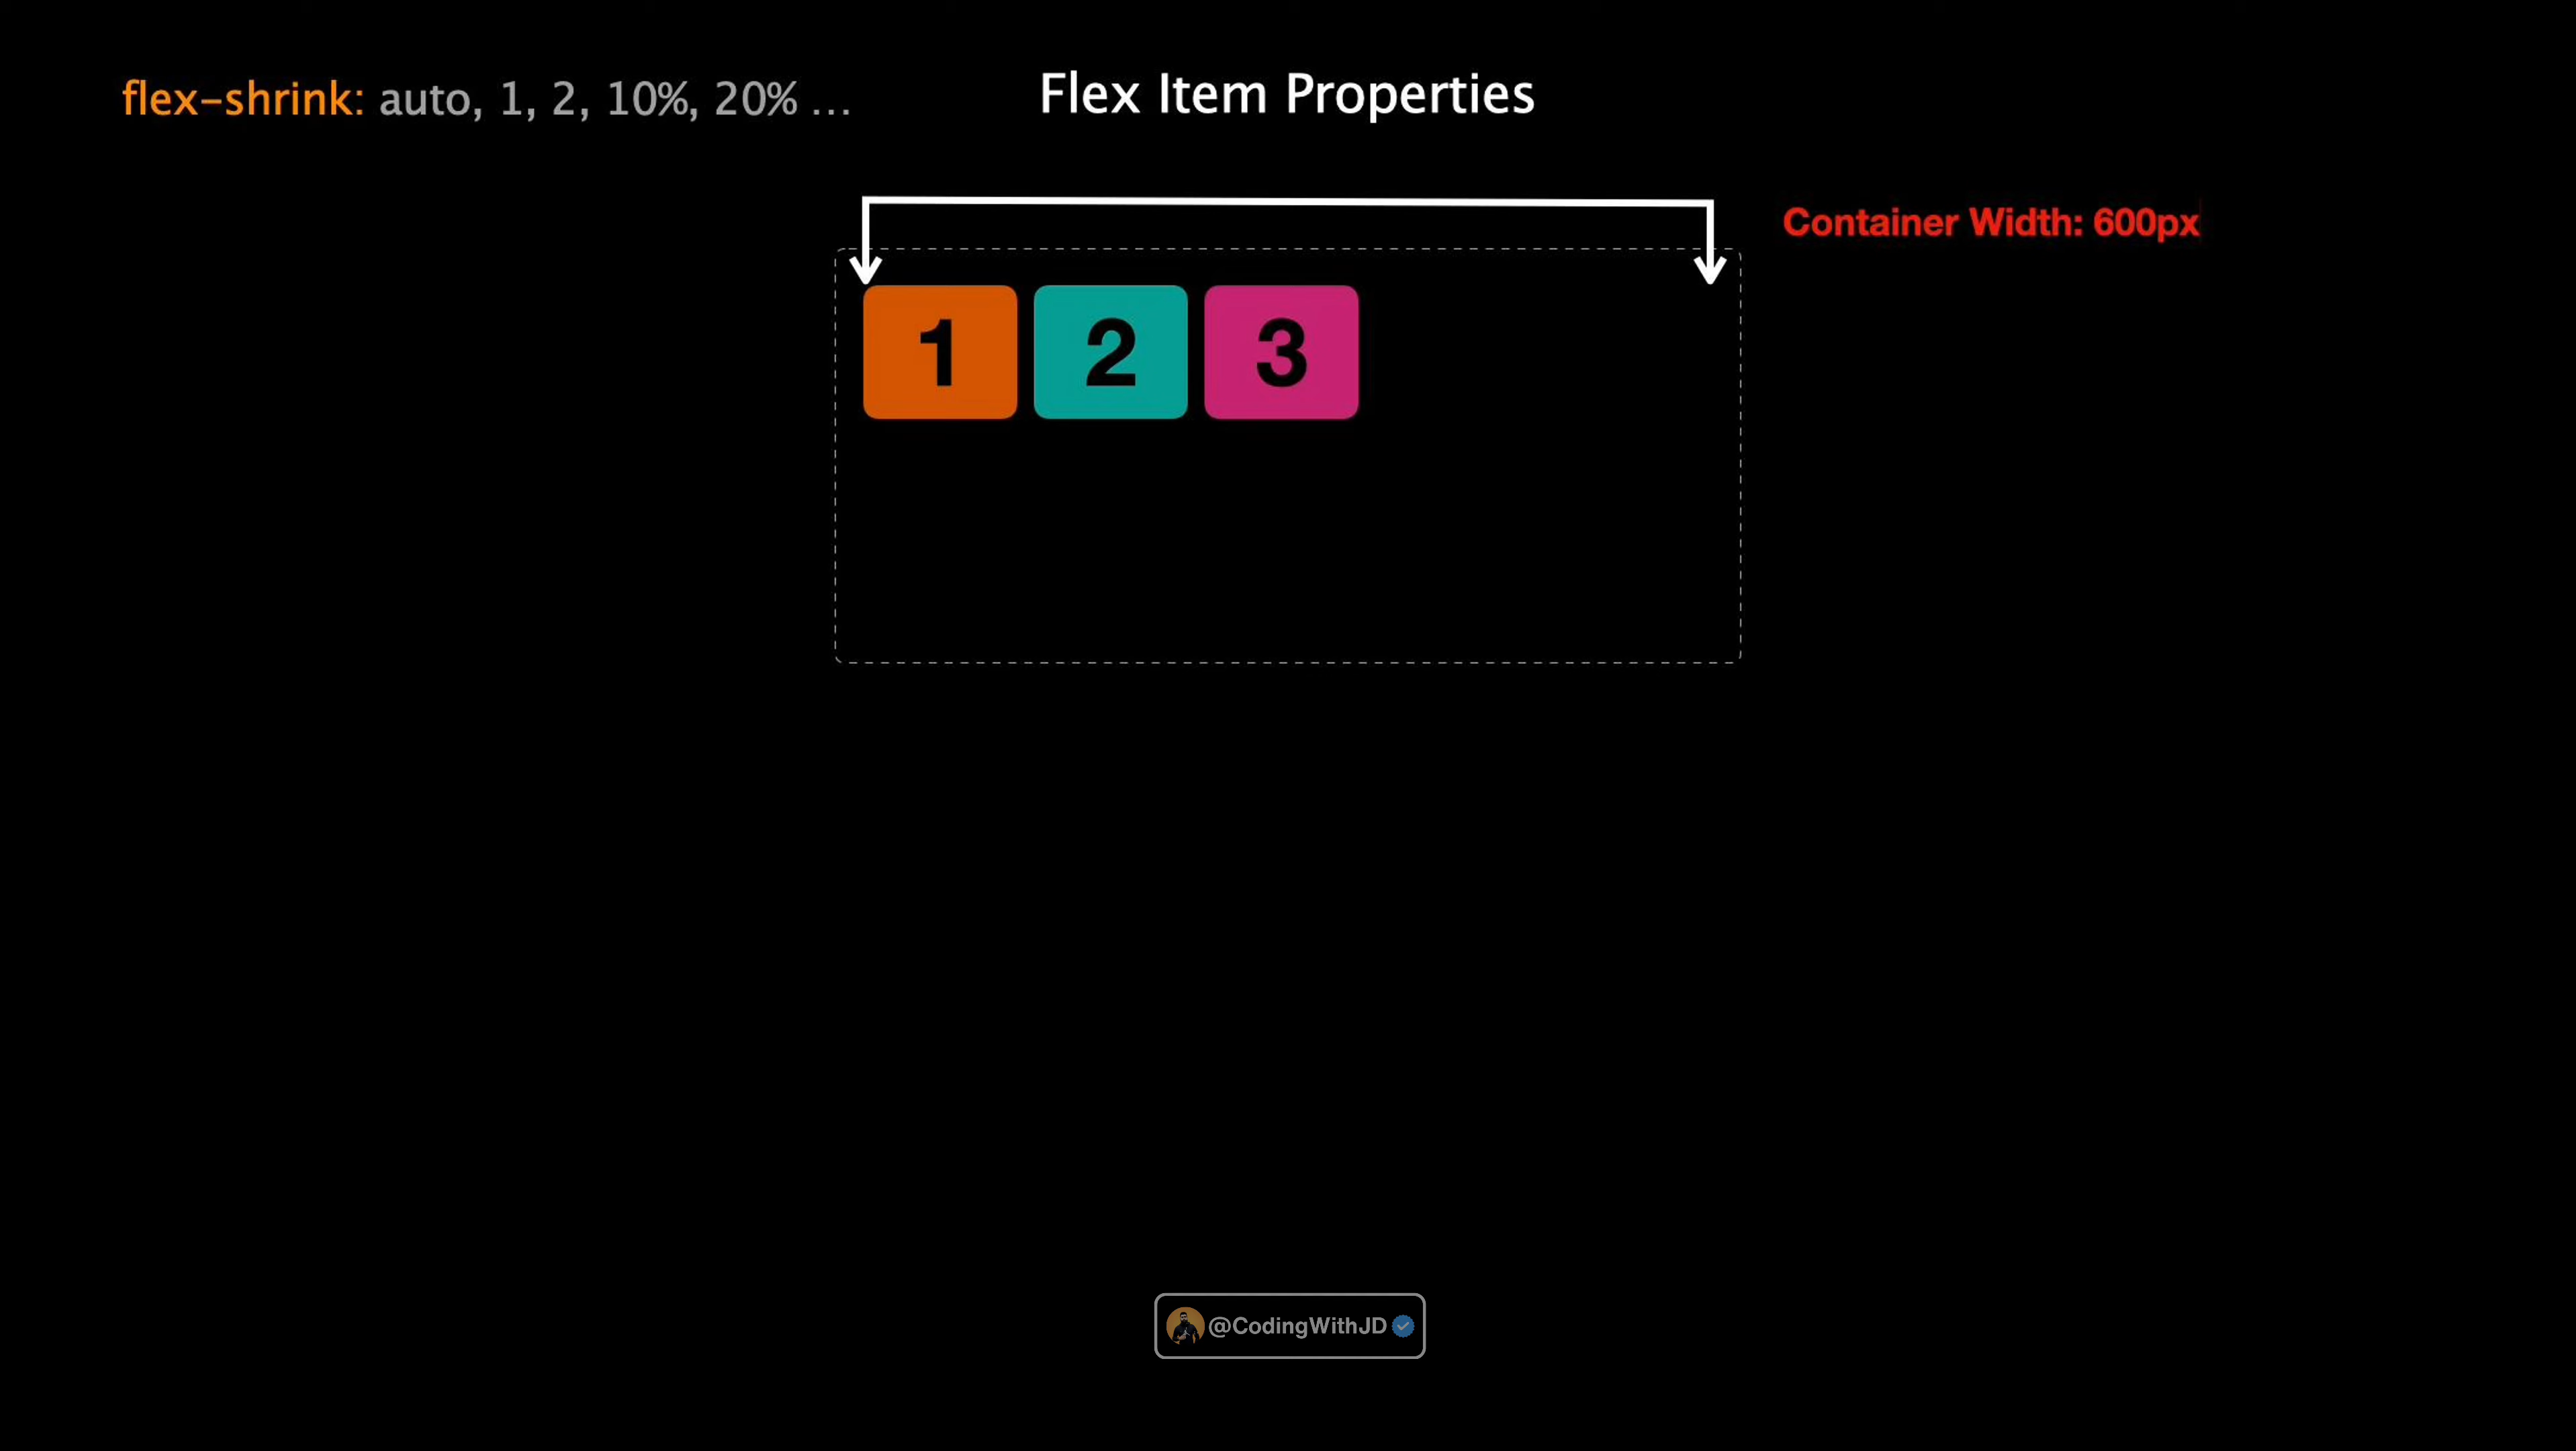 flex-shrink: auto, 1, 2, 10%, 20% ...
Flex Item Properties
Container Width: 600px
1 2 3
@CodingWithJD